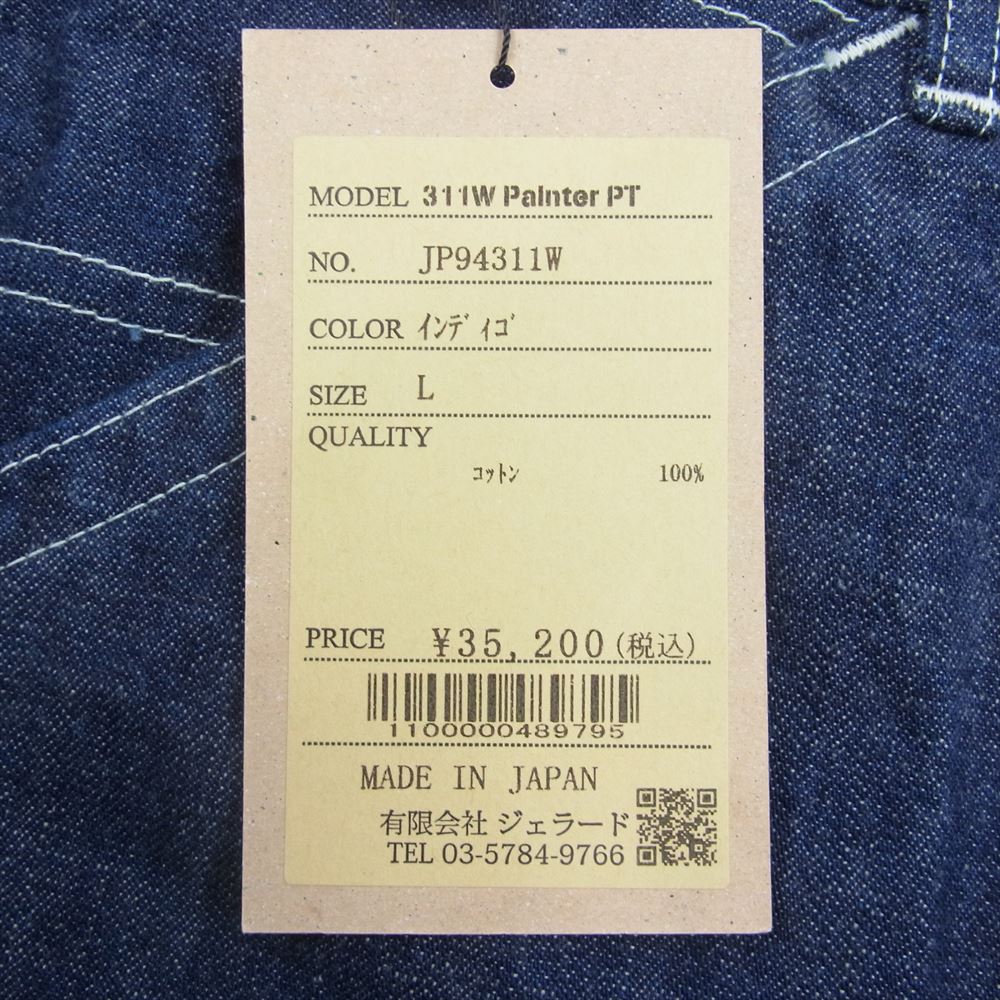 MODEL 311W Painter PT
NO. JP94311W
COLOR ｲﾝﾃﾞｨｺﾞ
SIZE L
QUALITY
ｺｯﾄﾝ 100%
PRICE ¥35,200(税込)
1100000489795
MADE IN JAPAN
有限会社 ジェラード
TEL 03-5784-9766